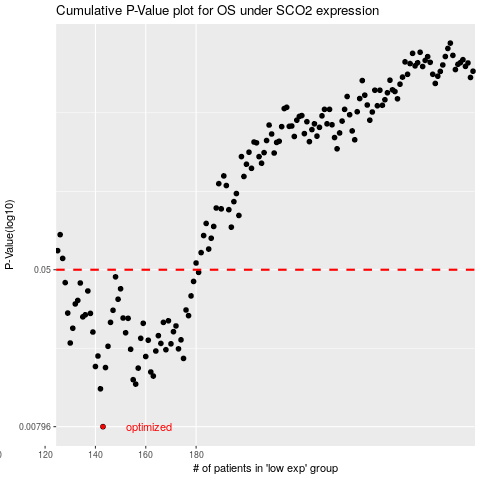 Cumulative P-Value plot for OS under SCO2 expression
P-Value(log10)
0.05
0.00796
optimized
0
120
140
160
180
# of patients in 'low exp' group